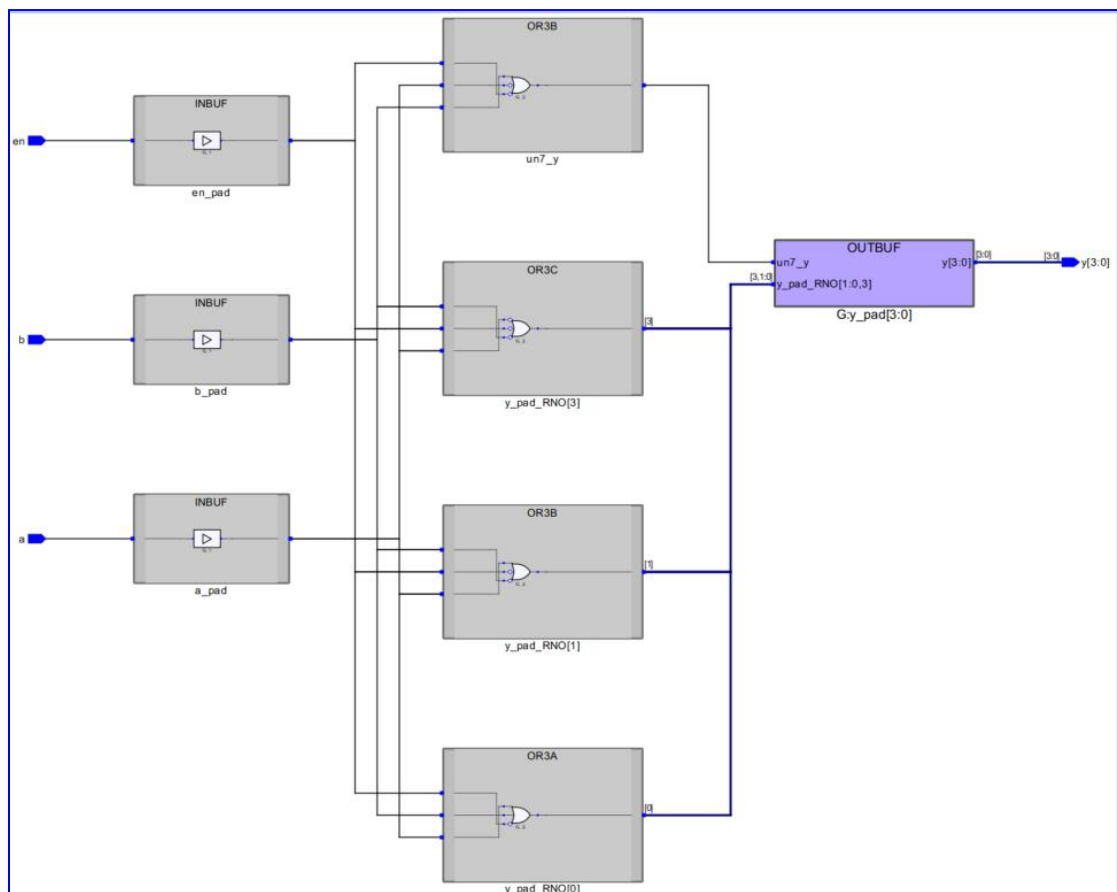 OR3B
un7_y
INBUF
en
en_pad
OUTBUF
un7_y
y[3:0]
[3:0]
[3:0]
y[3:0]
[3,1:0]
y_pad_RNO[1:0,3]
G:y_pad[3:0]
OR3C
[3]
y_pad_RNO[3]
INBUF
b
b_pad
INBUF
a
a_pad
OR3B
[1]
y_pad_RNO[1]
OR3A
[0]
y_pad_RNO[0]